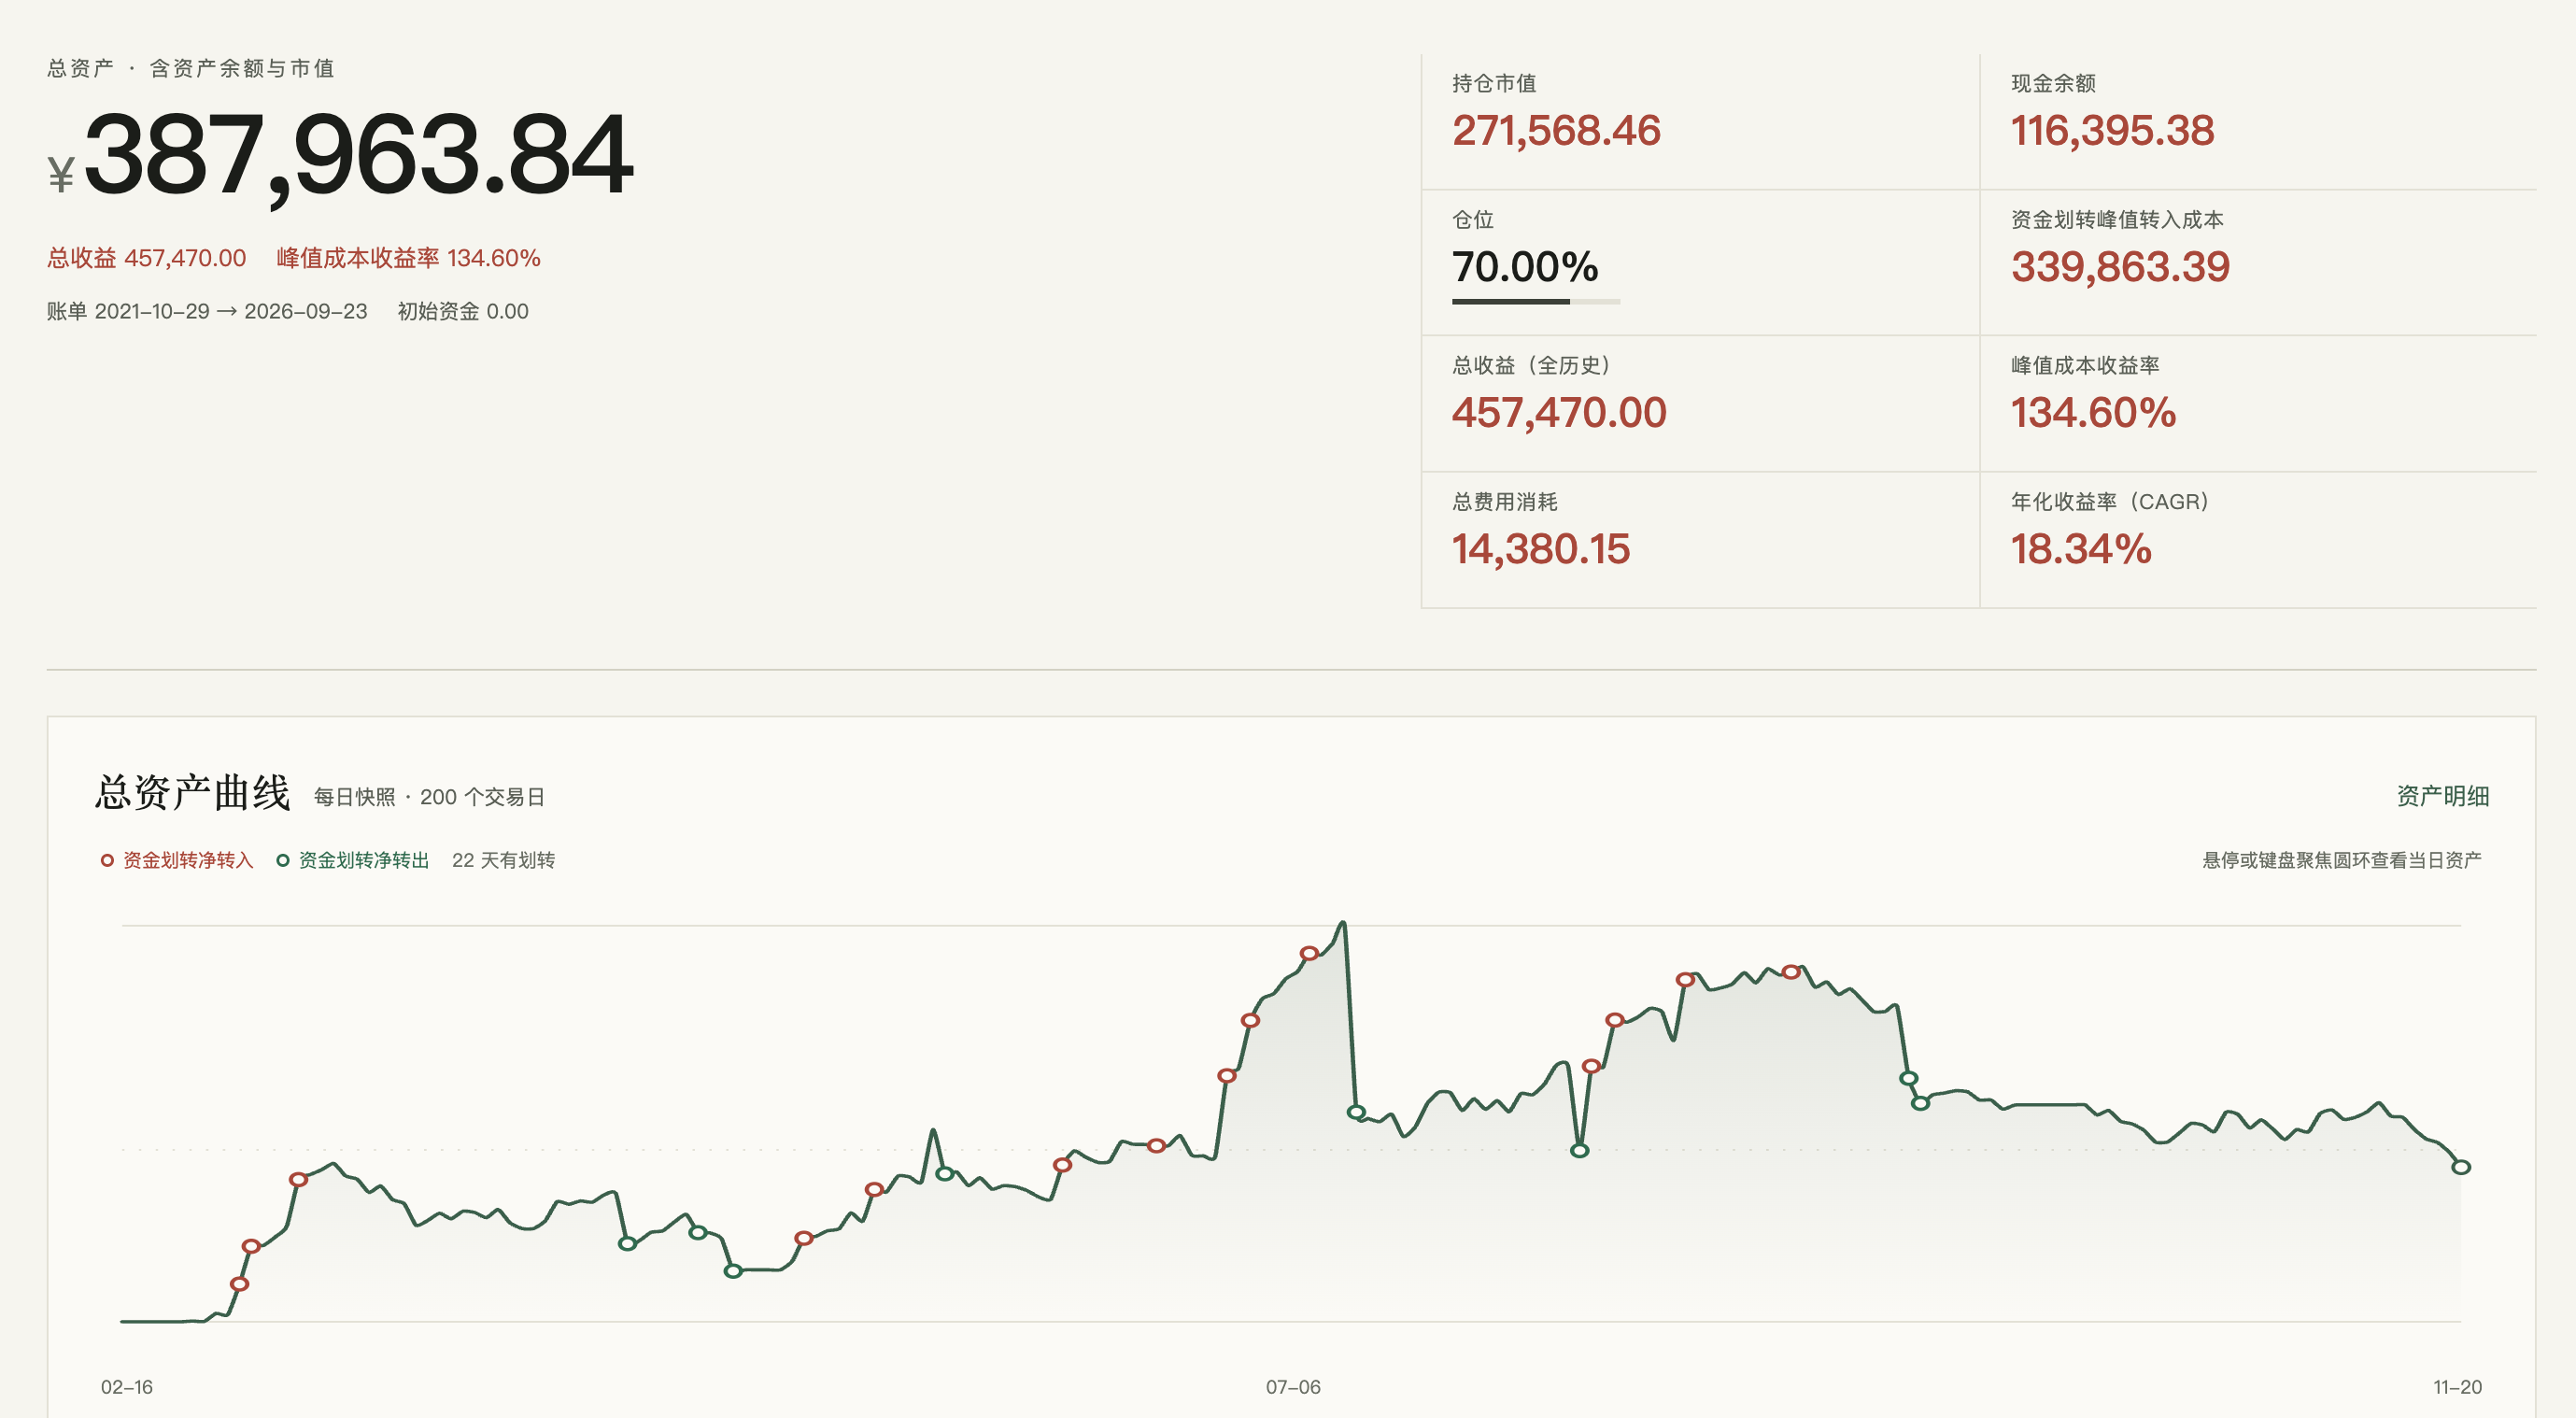 总资产 · 含资产余额与市值
¥387,963.84
总收益 457,470.00 峰值成本收益率 134.60%
账单 2021-10-29 → 2026-09-23 初始资金 0.00
持仓市值
271,568.46
现金余额
116,395.38
仓位
70.00%
资金划转峰值转入成本
339,863.39
总收益（全历史）
457,470.00
峰值成本收益率
134.60%
总费用消耗
14,380.15
年化收益率（CAGR）
18.34%
总资产曲线 每日快照 · 200 个交易日
资产明细
资金划转净转入 资金划转净转出 22 天有划转
悬停或键盘聚焦圆环查看当日资产
02-16
07-06
11-20